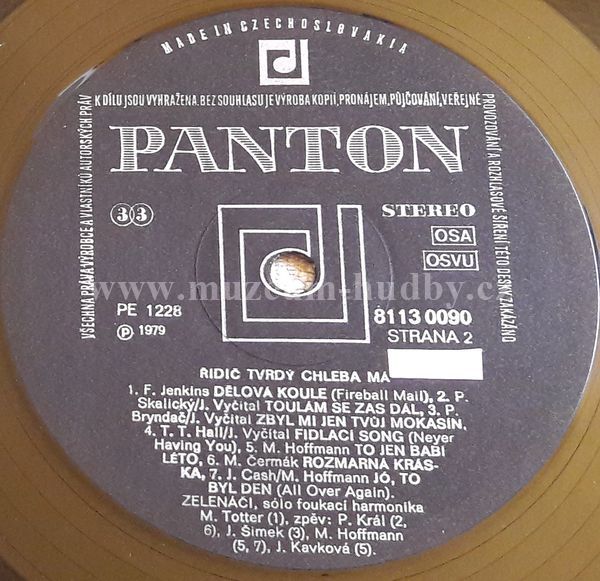 MADE IN CZECHOSLOVAKIA
VŠECHNA PRÁVA VÝROBCE A VLASTNÍKŮ AUTORSKÝCH PRÁV
K DÍLU JSOU VYHRAŽENA. BEZ SOUHLASU JE VÝROBA KOPIÍ, PRONÁJEM, PŮJČOVÁNÍ, VEŘEJNÉ
PROVOZOVÁNÍ A ROZHLASOVÉ ŠÍŘENÍ TÉTO DESKY ZAKÁZÁNO
PANTON
33
STEREO
OSA
OSVU
www.muzeum-hudby.cz
PE 1228
℗ 1979
8113 0090
STRANA 2
ŘIDIČ TVRDÝ CHLEBA MÁ
1. F. Jenkins DĚLOVÁ KOULE (Fireball Mail), 2. P.
Skalický/J. Vyčítal TOULÁM SE ZAS DÁL, 3. P.
Bryndač/J. Vyčítal ZBYL MI JEN TVŮJ MOKASÍN,
4. T. T. Hall/J. Vyčítal FIDLACÍ SONG (Neyer
Having You), 5. M. Hoffmann TO JEN BABÍ
LÉTO, 6. M. Čermák ROZMARNÁ KRÁS-
KA, 7. J. Cash/M. Hoffmann JÓ, TO
BYL DEN (All Over Again).
ZELENÁČI, sólo foukací harmonika
M. Totter (1), zpěv: P. Král (2,
6), J. Šimek (3), M. Hoffmann
(5, 7), J. Kavková (5).